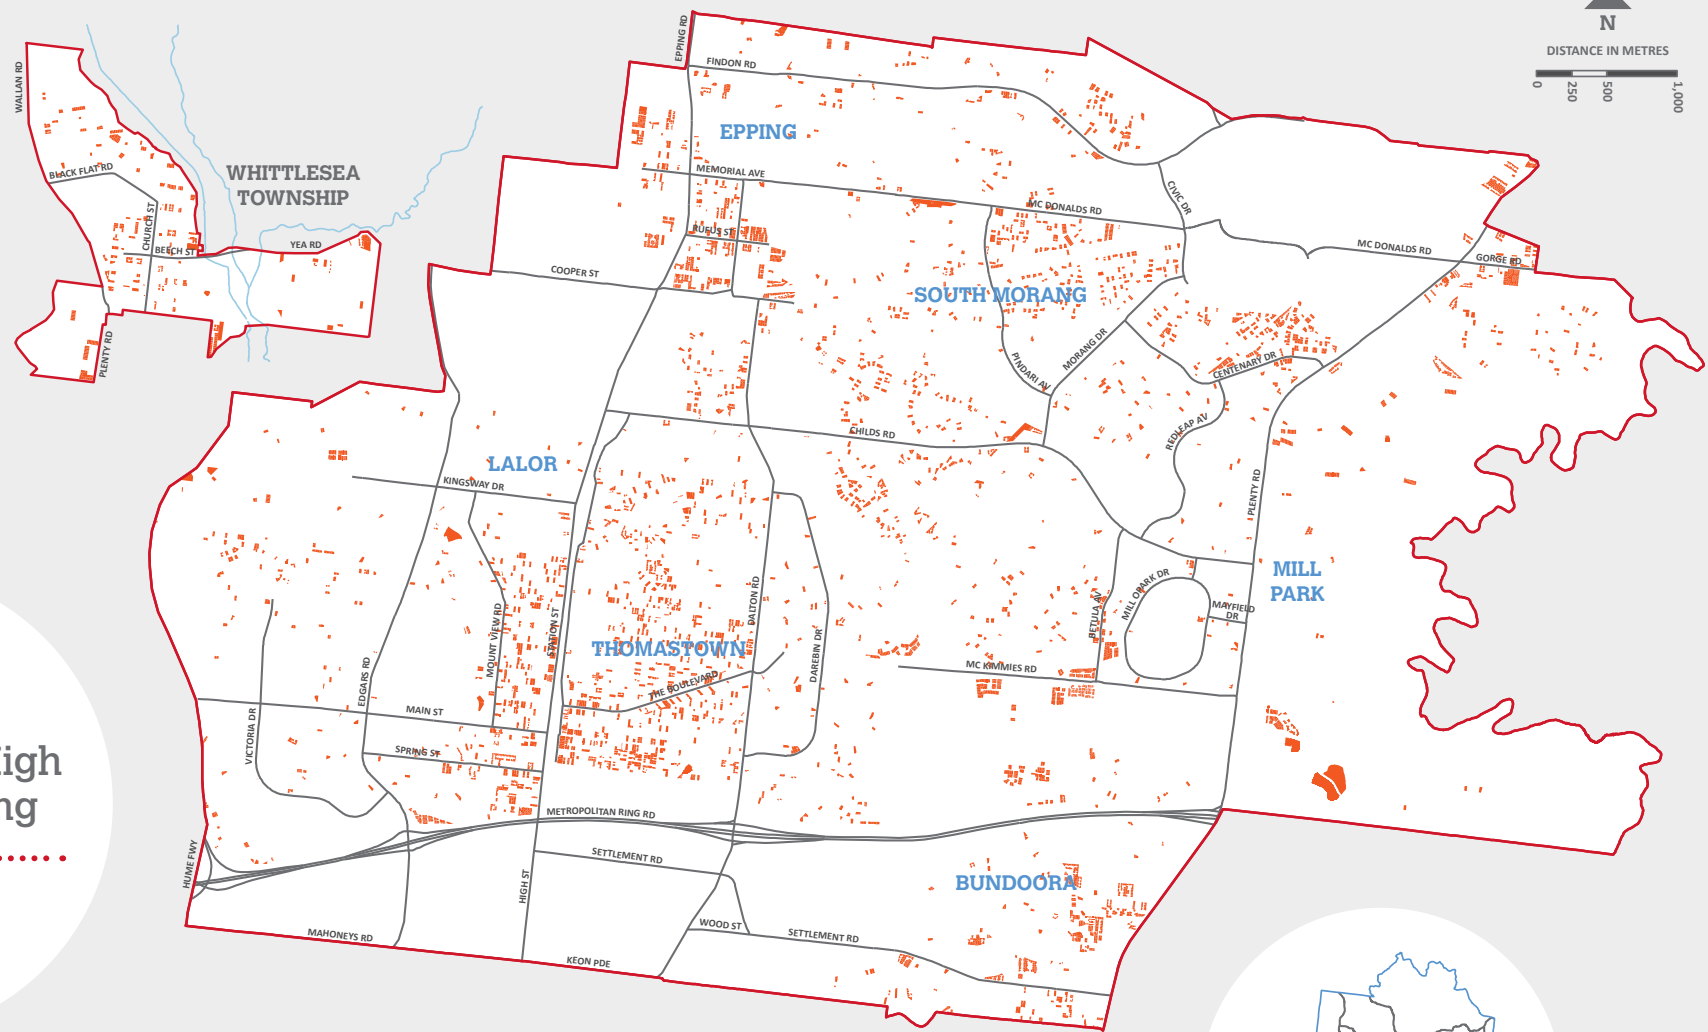 N
DISTANCE IN METRES
0
250
500
1,000
WALLAN RD
BLACK FLAT RD
CHURCH ST
BEECH ST
YEA RD
PLENTY RD
WHITTLESEA
TOWNSHIP
EPPING RD
FINDON RD
EPPING
MEMORIAL AVE
RUFUS ST
COOPER ST
MC DONALDS RD
CIVIC DR
MC DONALDS RD
GORGE RD
SOUTH MORANG
PINDARI AV
MORANG DR
CENTENARY DR
REDLEAP AV
CHILDS RD
PLENTY RD
LALOR
KINGSWAY DR
MOUNT VIEW RD
STATION ST
EDGARS RD
DALTON RD
DAREBIN DR
THOMASTOWN
THE BOULEVARD
MC KIMMIES RD
BETULA AV
MILL PARK DR
MAYFIELD
DR
MILL
PARK
MAIN ST
SPRING ST
VICTORIA DR
METROPOLITAN RING RD
SETTLEMENT RD
HUME FWY
HIGH ST
MAHONEYS RD
KEON PDE
WOOD ST
SETTLEMENT RD
BUNDOORA